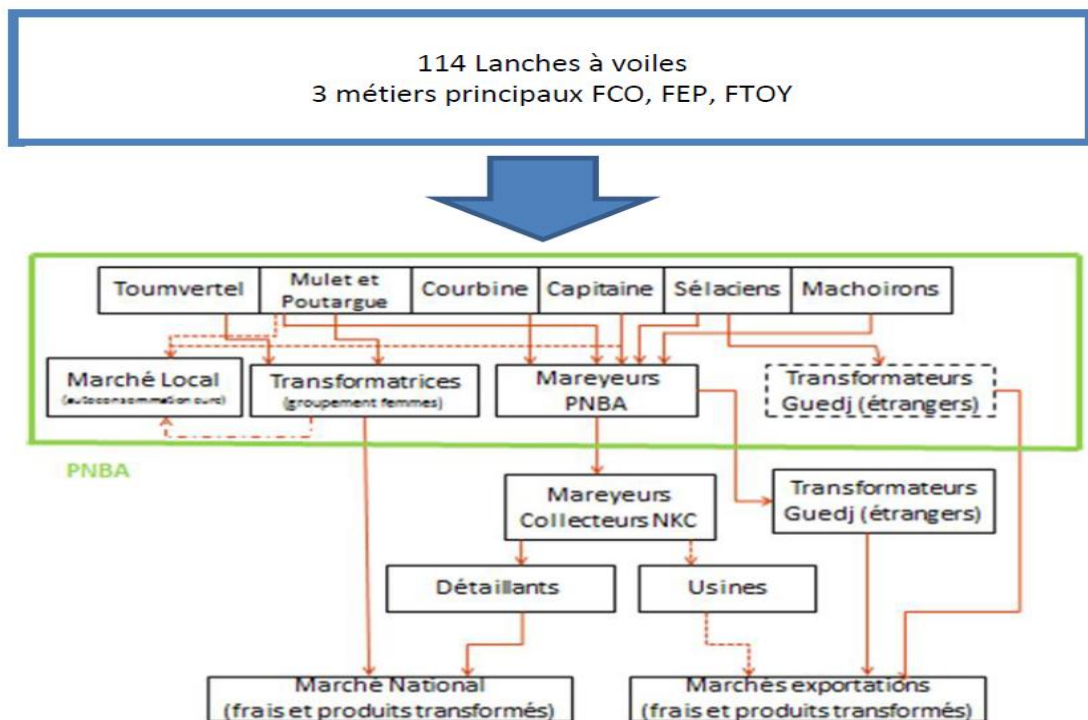 114 Lanches à voiles
3 métiers principaux FCO, FEP, FTOY
Toumvertel
Mulet et
Poutargue
Courbine
Capitaine
Sélaciens
Machoirons
Marché Local
(autoconsommation
Transformatrices
(groupement femmes)
Mareyeurs
PNBA
Transformateurs
Guedj (étrangers)
PNBA
Mareyeurs
Collecteurs NKC
Transformateurs
Guedj (étrangers)
Détaillants
Usines
Marché National
(frais et produits transformés)
Marchés exportations
(frais et produits transformés)